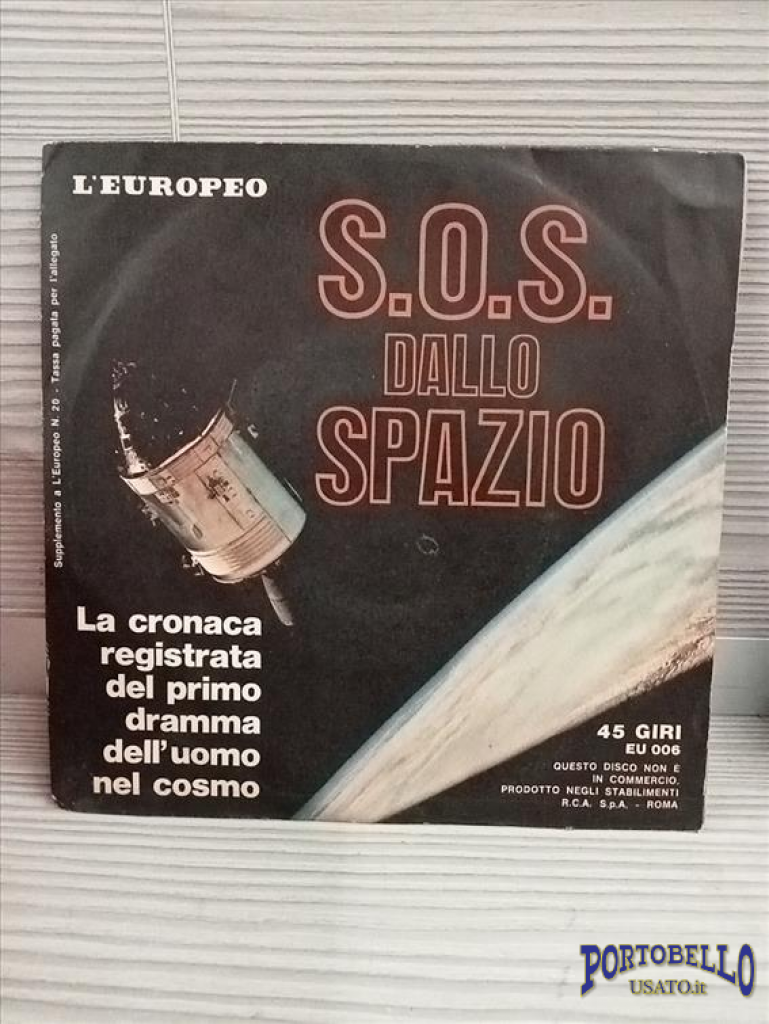 L'EUROPEO
S.O.S.
DALLO
SPAZIO
Supplemento a L'Europeo N. 20 - Tassa pagata per l'allegato
La cronaca
registrata
del primo
dramma
dell'uomo
nel cosmo
45 GIRI
EU 006
QUESTO DISCO NON E
IN COMMERCIO.
PRODOTTO NEGLI STABILIMENTI
R.C.A. S.p.A. - ROMA
PORTOBELLO
USATO.it